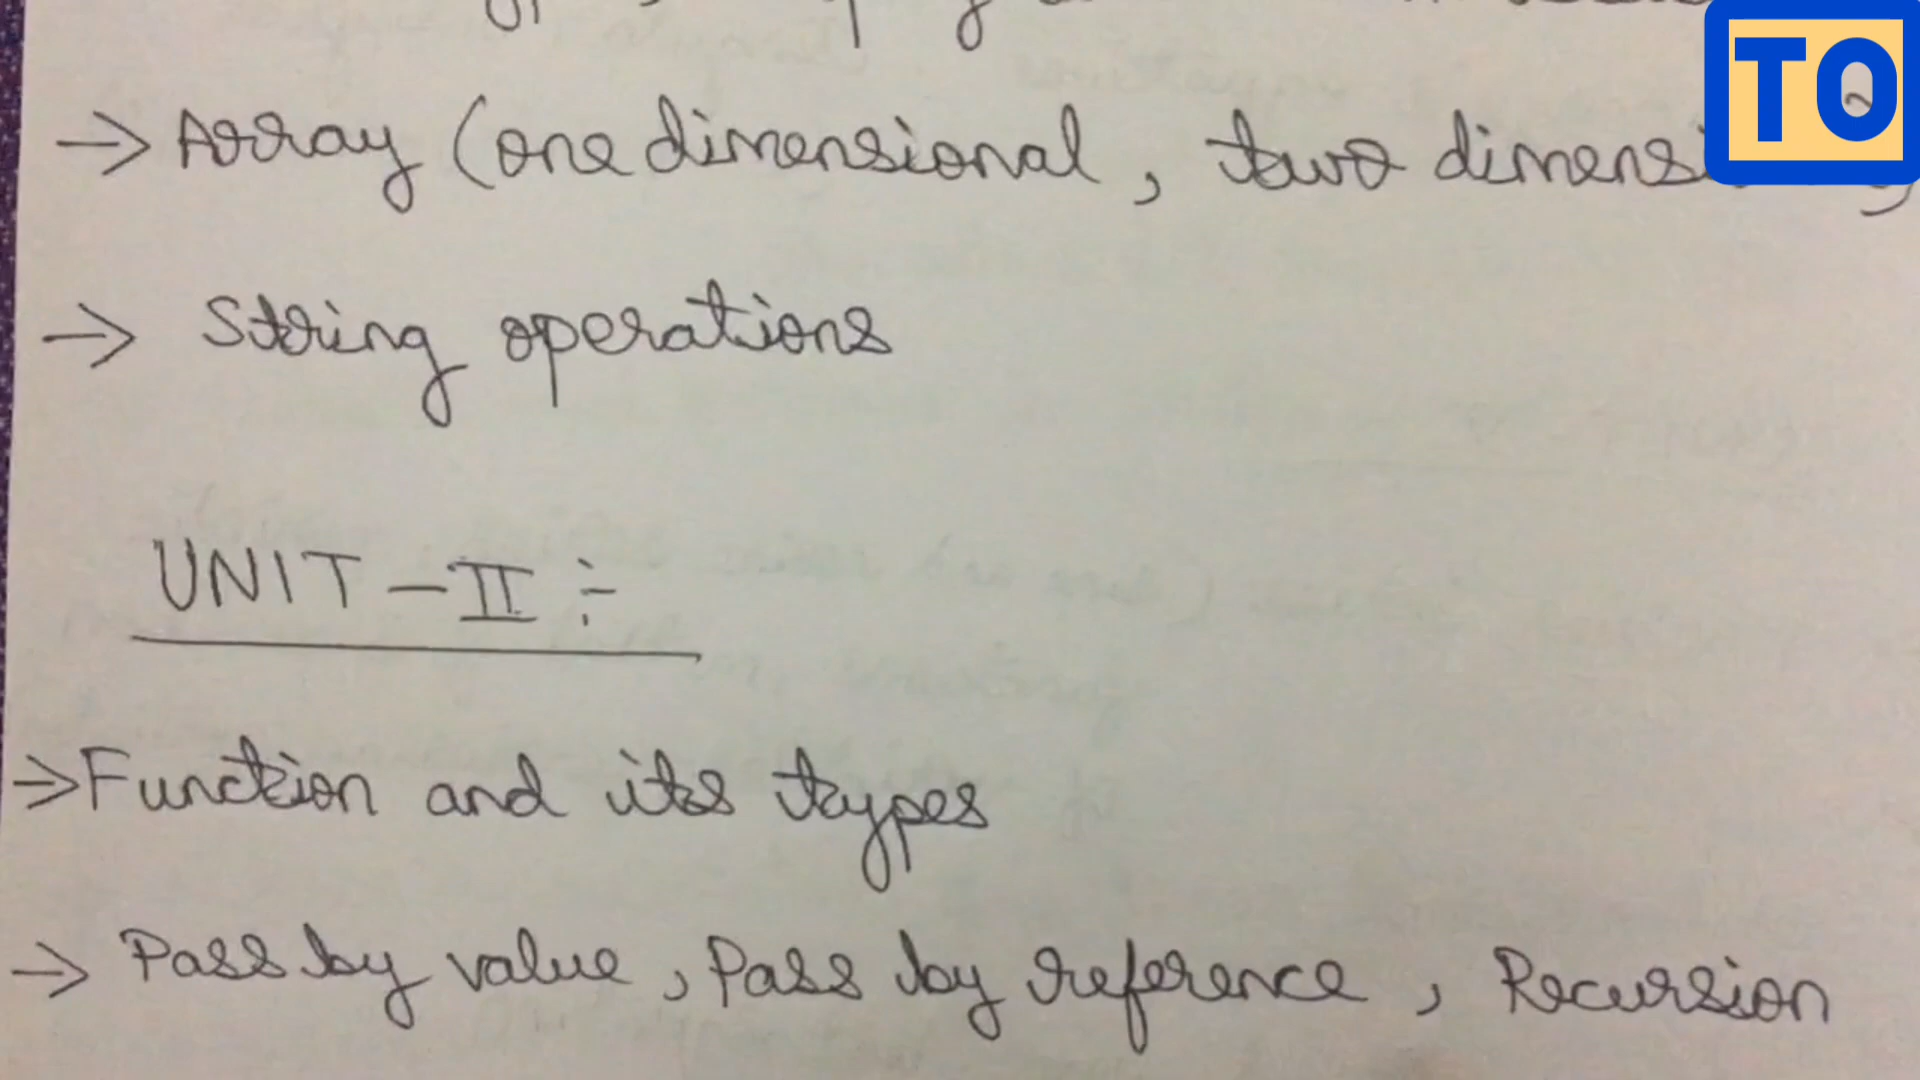 TO
→ Array (one dimensional, two
→ String operations
UNIT - II :-
→ Function and its types
→ Pass by value, Pass by reference, Recursion